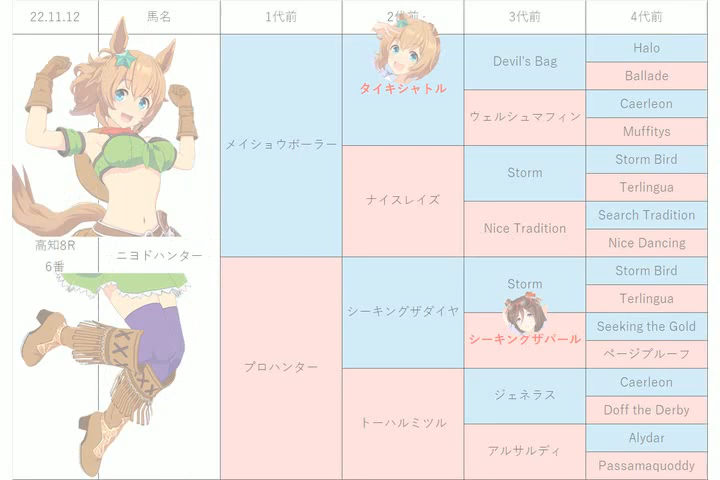 22.11.12 馬名 1代前 2代前 3代前 4代前
メイショウボーラー
タイキシャトル
Devil's Bag
Halo
Ballade
ウェルシュマフィン
Caerleon
Muffitys
ナイスレイズ
Storm
Storm Bird
Terlingua
Nice Tradition
Search Tradition
Nice Dancing
高知8R
6番
ニヨドハンター
プロハンター
シーキングザダイヤ
Storm
Storm Bird
Terlingua
シーキングザパール
Seeking the Gold
ページプルーフ
トーハルミツル
ジェネラス
Caerleon
Doff the Derby
アルサルディ
Alydar
Passamaquoddy